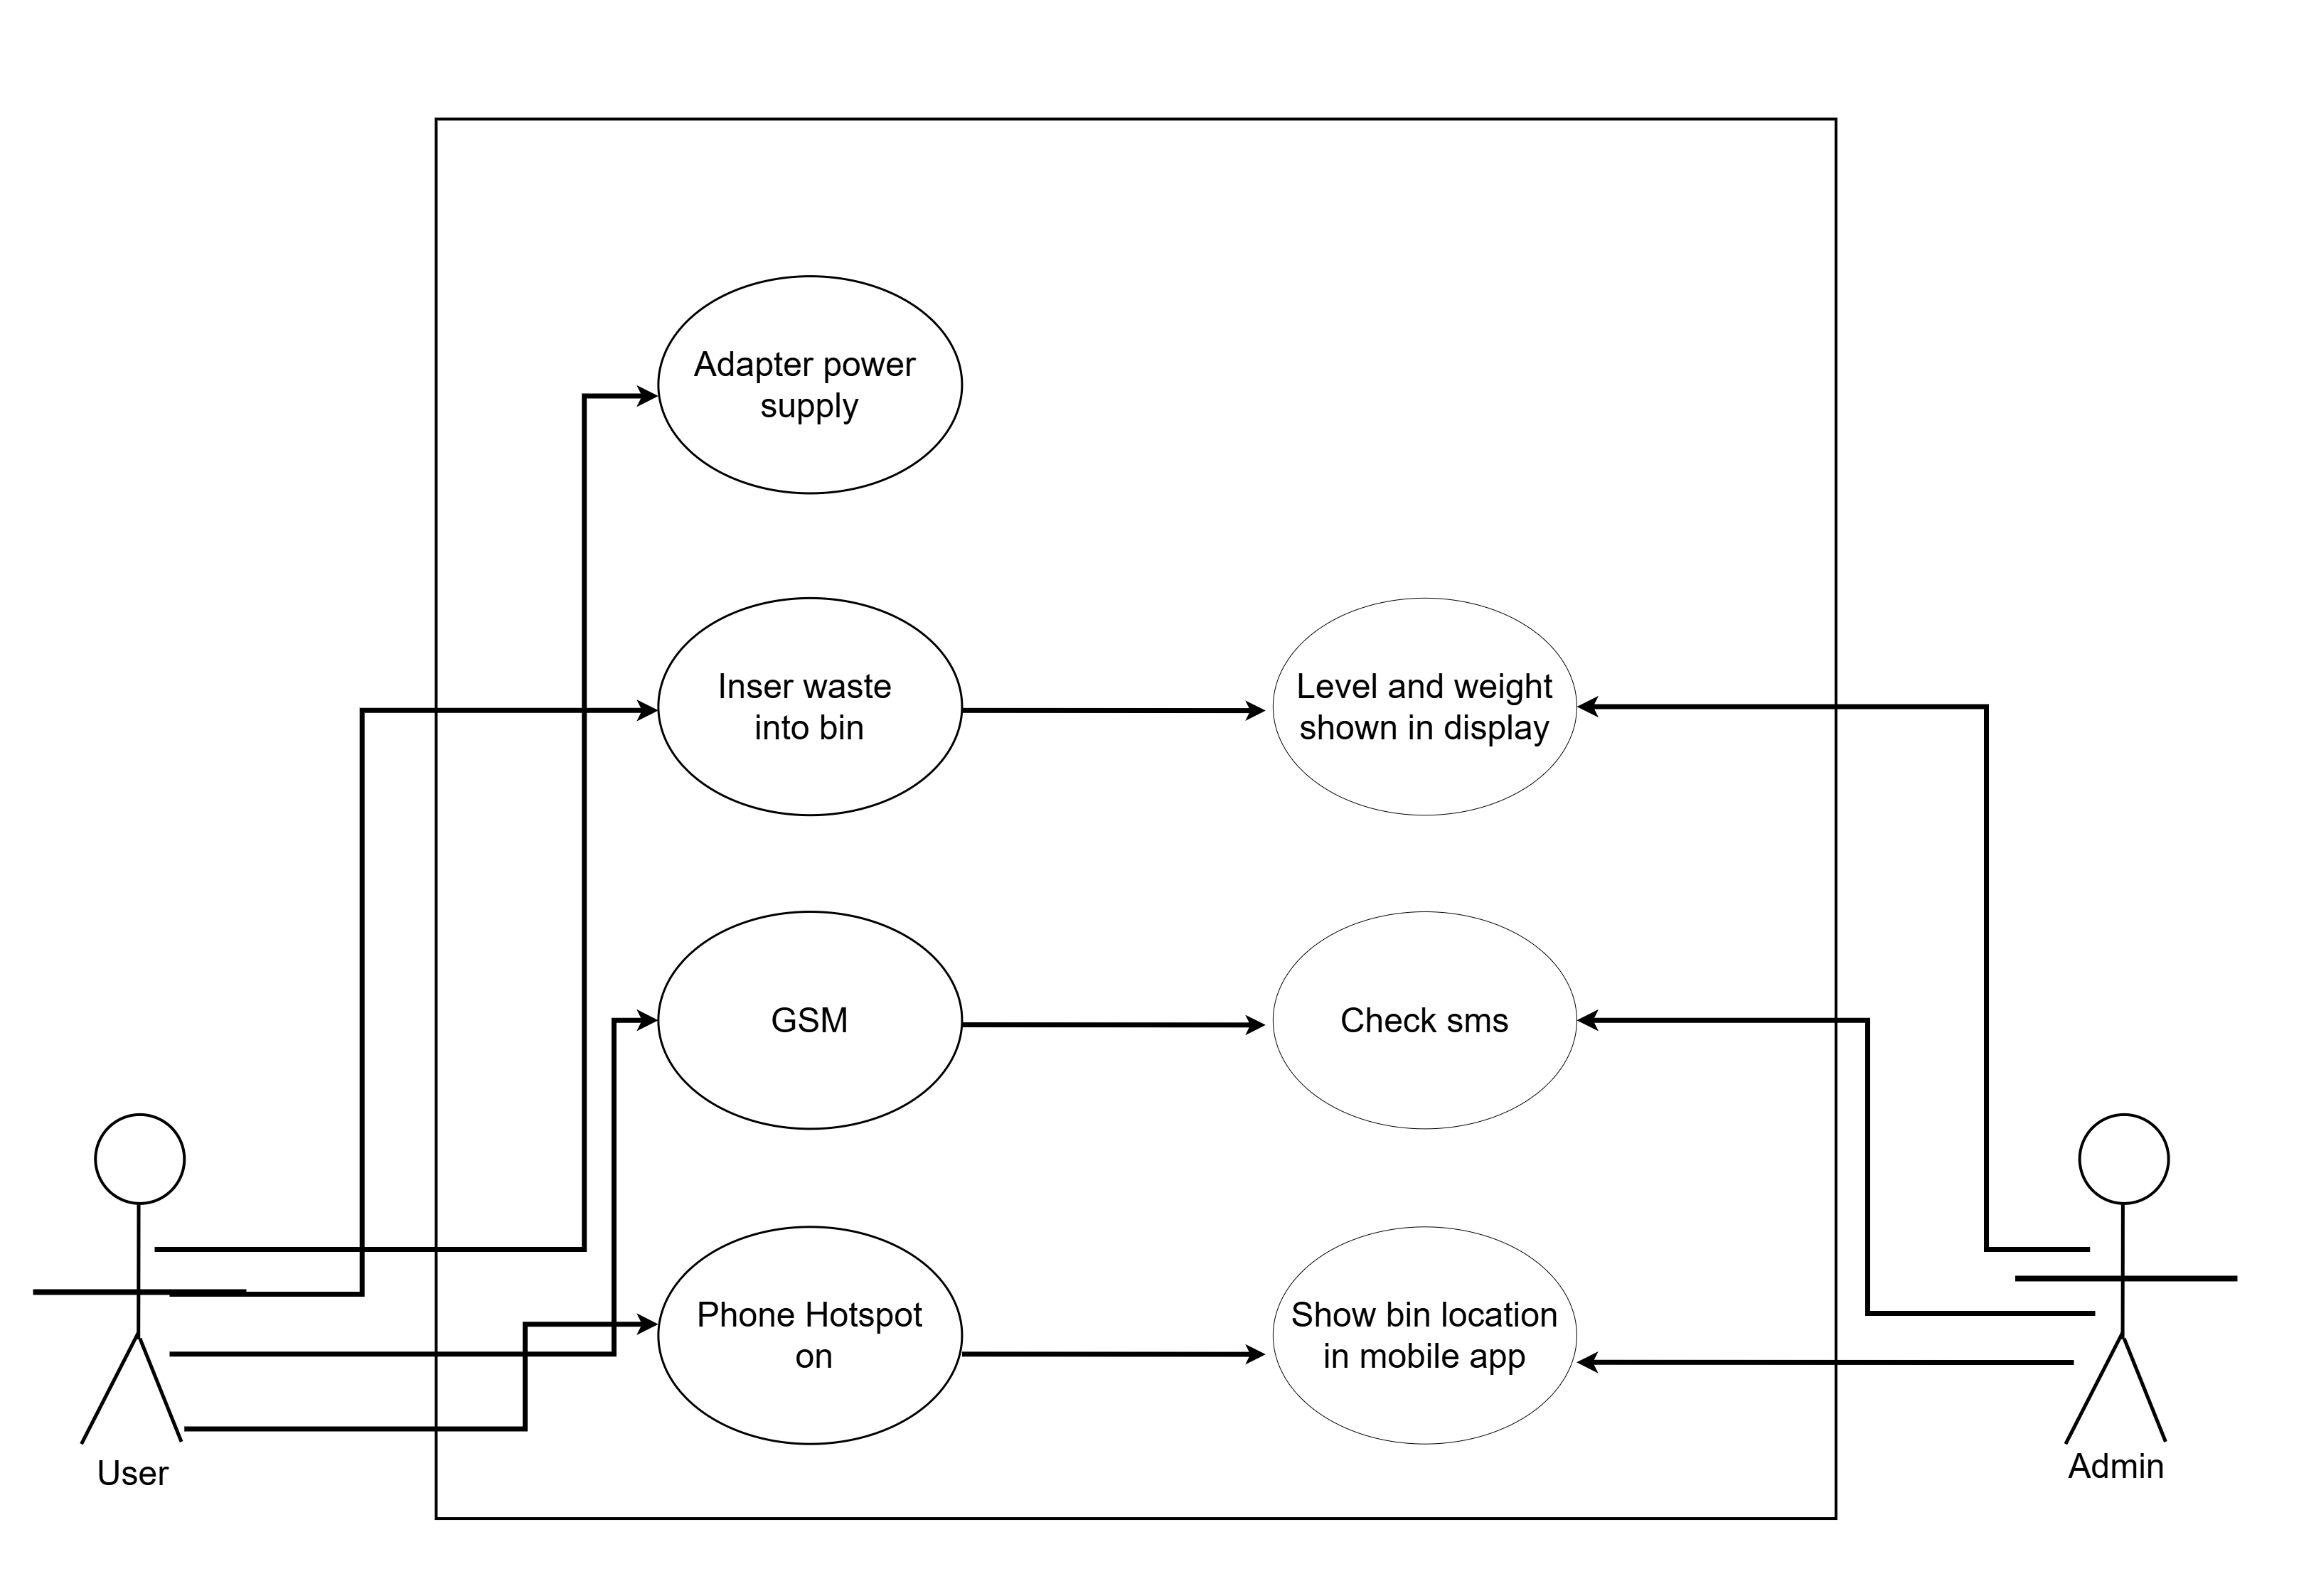 Adapter power
supply
Inser waste
into bin
Level and weight
shown in display
GSM
Check sms
Phone Hotspot
on
Show bin location
in mobile app
User
Admin